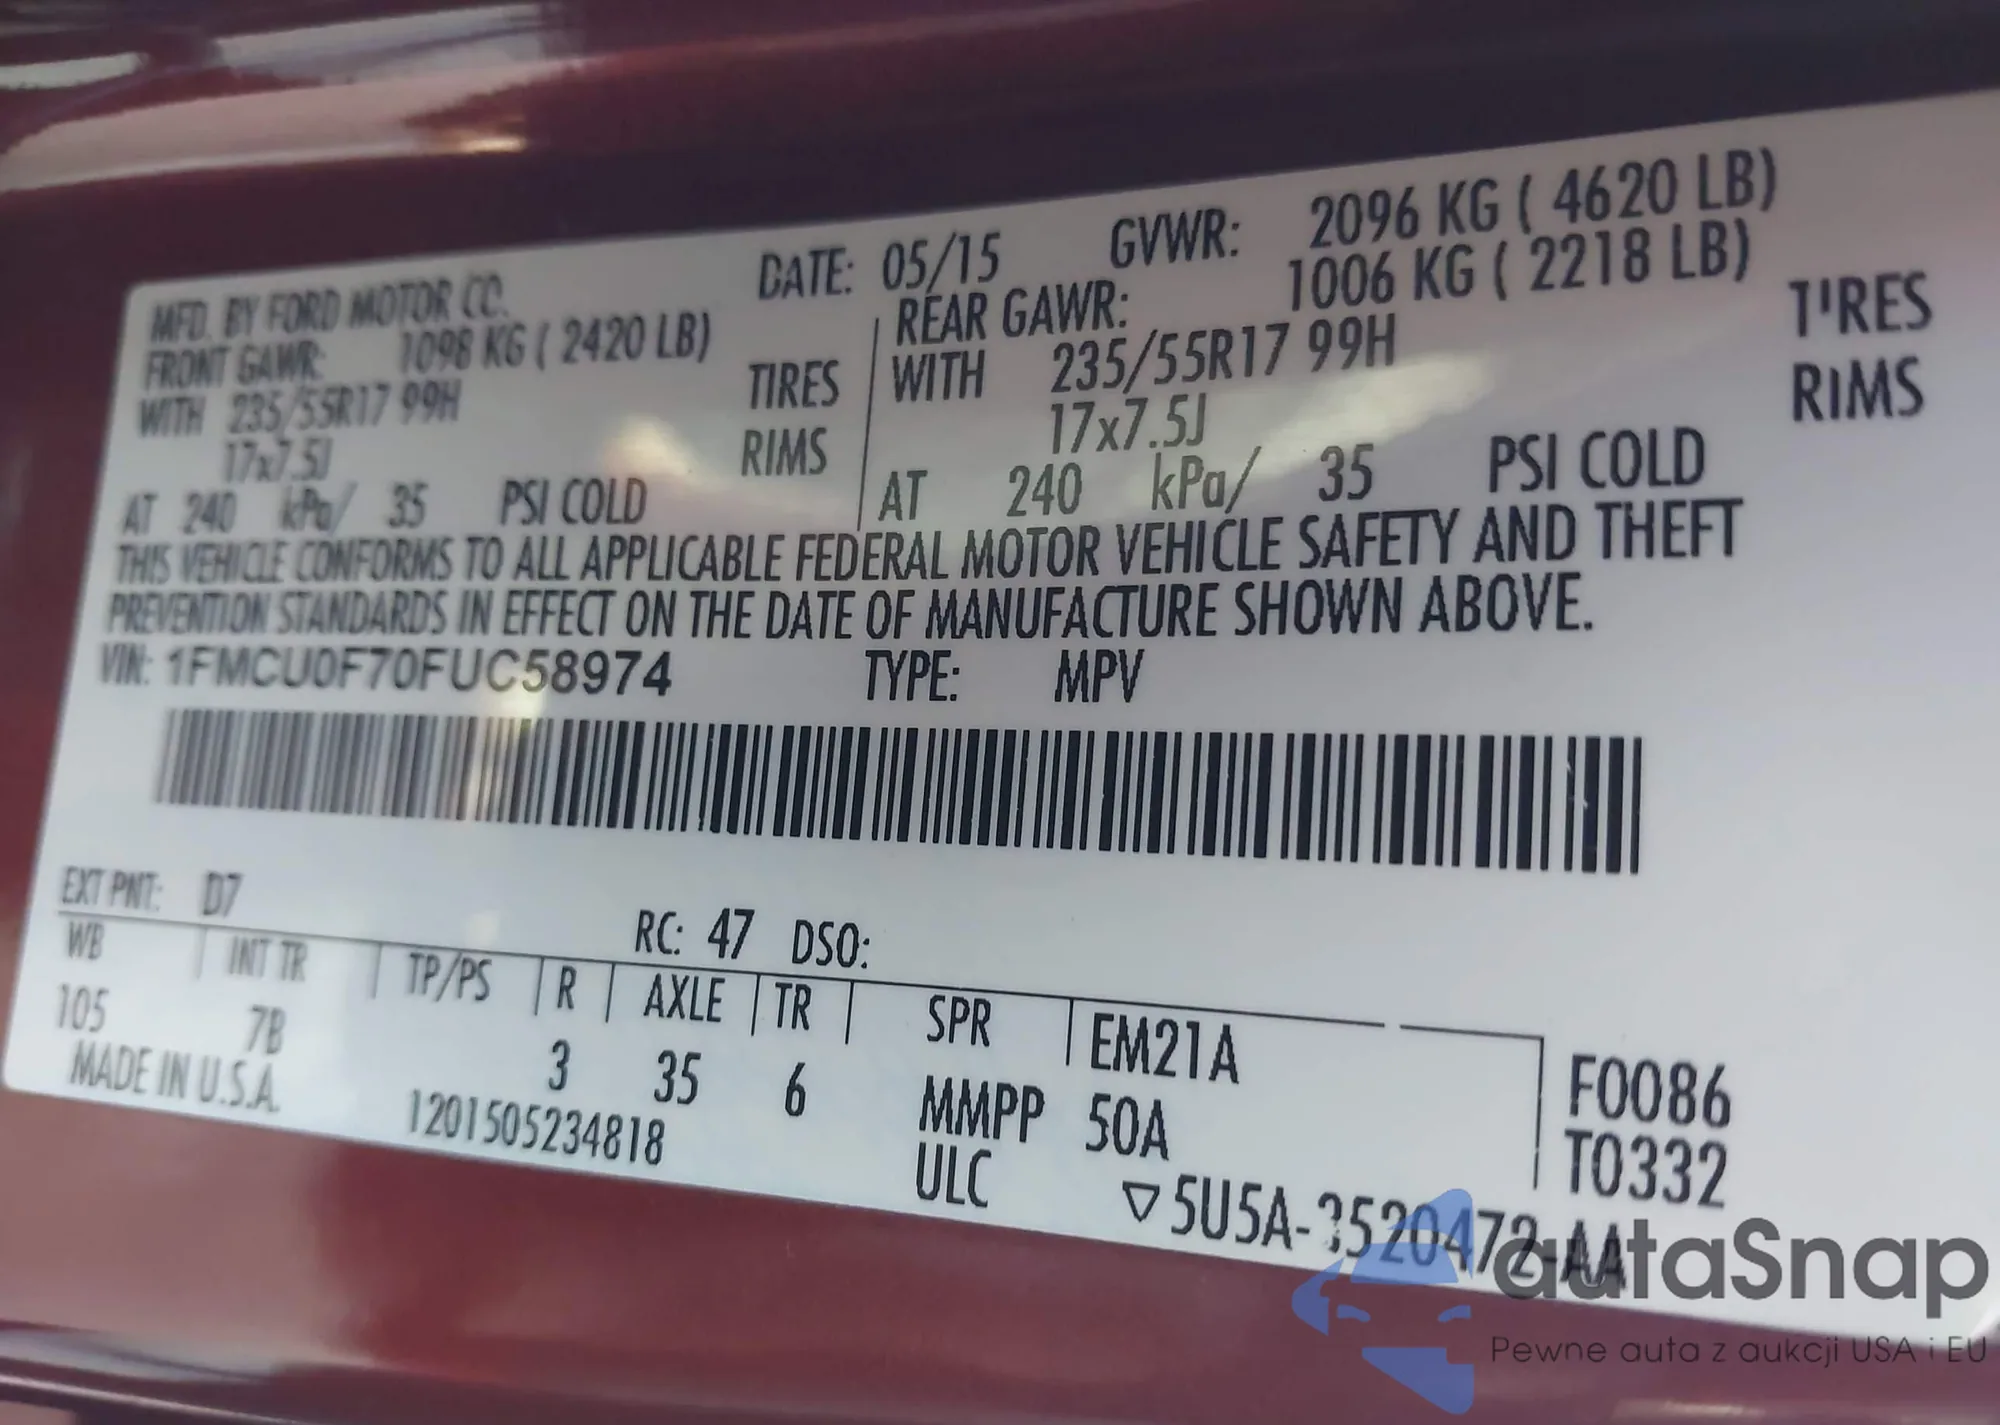 MFD. BY FORD MOTOR CO. DATE: 05/15 GVWR: 2096 KG ( 4620 LB)
FRONT GAWR: 1098 KG ( 2420 LB) REAR GAWR: 1006 KG ( 2218 LB)
WITH 235/55R17 99H TIRES WITH 235/55R17 99H TIRES
17x7.5J RIMS 17x7.5J RIMS
AT 240 kPa/ 35 PSI COLD AT 240 kPa/ 35 PSI COLD
THIS VEHICLE CONFORMS TO ALL APPLICABLE FEDERAL MOTOR VEHICLE SAFETY AND THEFT
PREVENTION STANDARDS IN EFFECT ON THE DATE OF MANUFACTURE SHOWN ABOVE.
VIN: 1FMCU0F70FUC58974 TYPE: MPV
EXT PNT: D7 RC: 47 DSO:
WB INT TR TP/PS R AXLE TR SPR EM21A F0086
105 7B 3 35 6 MMPP 50A T0332
MADE IN U.S.A. 1201505234818 ULC ▽5U5A-3520472-AA
autaSnap
Pewne auta z aukcji USA i EU